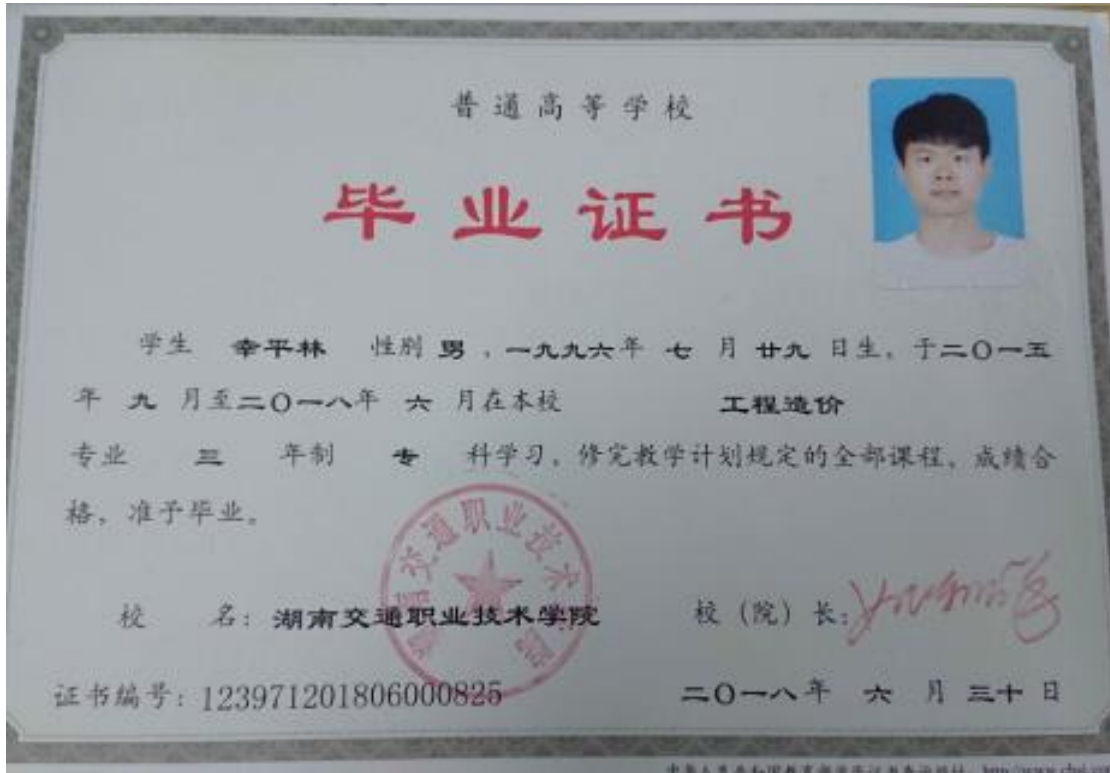 普通高等学校
毕业证书
学生 幸平林 性别 男，一九九六年 七 月 廿九 日生，于二〇一五
年 九 月至二〇一八年 六 月在本校 工程造价
专业 三 年制 专 科学习，修完教学计划规定的全部课程，成绩合
格，准予毕业。
校 名：湖南交通职业技术学院 校（院）长：
证书编号：123971201806000825 二〇一八年 六 月 三十 日